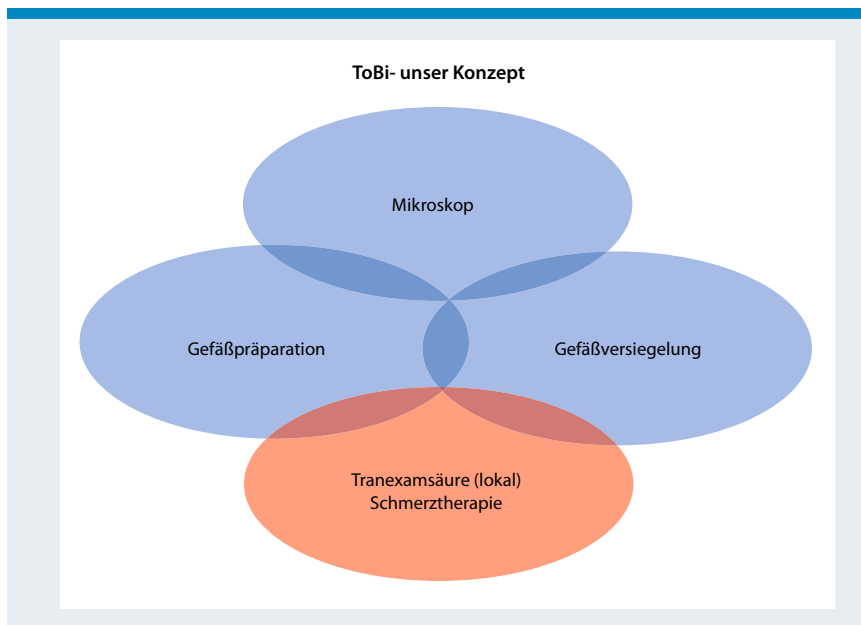 ToBi- unser Konzept
Mikroskop
Gefäßpräparation
Gefäßversiegelung
Tranexamsäure (lokal)
Schmerztherapie